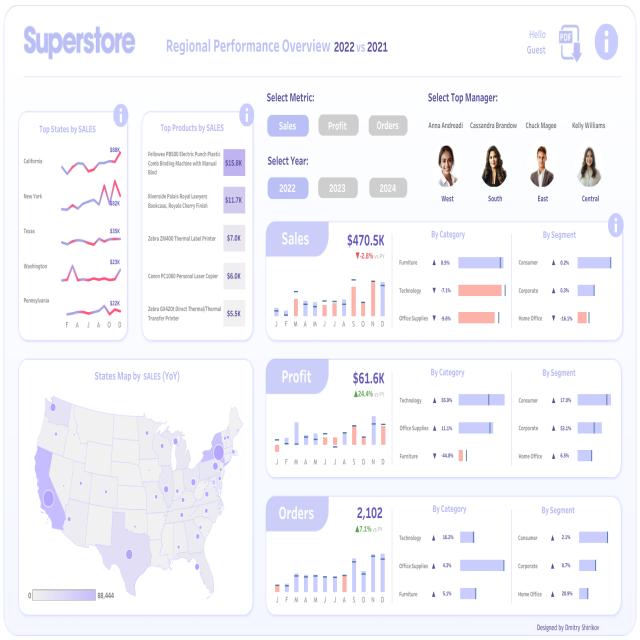 Superstore
Regional Performance Overview 2022 vs 2021
Hello
Guest
PDF
i
Select Metric:
Sales
Profit
Orders
Select Year:
2022
2023
2024
Select Top Manager:
Anna Andreadi
Cassandra Brandow
Chuck Magee
Kelly Williams
West
South
East
Central
i
Top States by SALES
California
$88K
New York
$82K
Texas
$35K
Washington
$23K
Pennsylvania
$22K
F A J A O D
i
Top Products by SALES
Fellowes PB500 Electric Punch Plastic
Comb Binding Machine with Manual
Bind
$15.8K
Riverside Palais Royal Lawyers
Bookcase, Royale Cherry Finish
$11.7K
Zebra ZM400 Thermal Label Printer
$7.0K
Canon PC1060 Personal Laser Copier
$6.0K
Zebra GX420t Direct Thermal/Thermal
Transfer Printer
$5.5K
i
Sales
$470.5K
▼-2.8% vs PY
J F M A M J J A S O N D
By Category
Furniture ▲ 0.5%
Technology ▼ -7.1%
Office Supplies ▼ -9.6%
By Segment
Consumer ▲ 0.2%
Corporate ▲ 0.3%
Home Office ▼ -16.1%
States Map by SALES (YoY)
0
88,444
Profit
$61.6K
▲24.4% vs PY
J F M A M J J A S O N D
By Category
Technology ▲
Office Supplies ▲ 11.1%
Furniture ▼ -44.8%
By Segment
Consumer ▲ 17.0%
Corporate ▲ 53.1%
Home Office ▲ 6.5%
Orders
2,102
▲7.1% vs PY
J F M A M J J A S O N D
By Category
Technology ▲ 16.2%
Office Supplies ▲ 4.3%
Furniture ▲ 5.1%
By Segment
Consumer ▲ 2.1%
Corporate ▲ 8.7%
Home Office ▲ 20.9%
Designed by Dmitry Shirikov